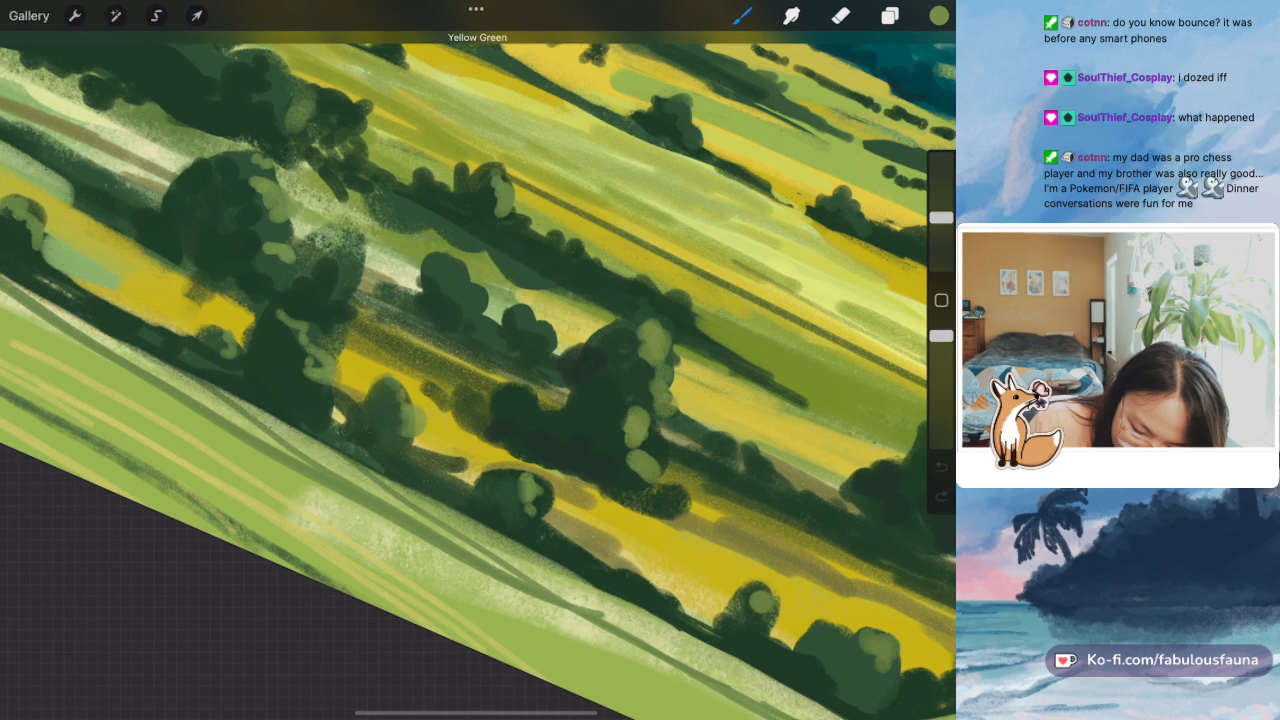 Gallery
Yellow Green
cotnn: do you know bounce? it was
before any smart phones
SoulThief_Cosplay: i dozed iff
SoulThief_Cosplay: what happened
cotnn: my dad was a pro chess
player and my brother was also really good...
I'm a Pokemon/FIFA player Dinner
conversations were fun for me
Ko-fi.com/fabulousfauna